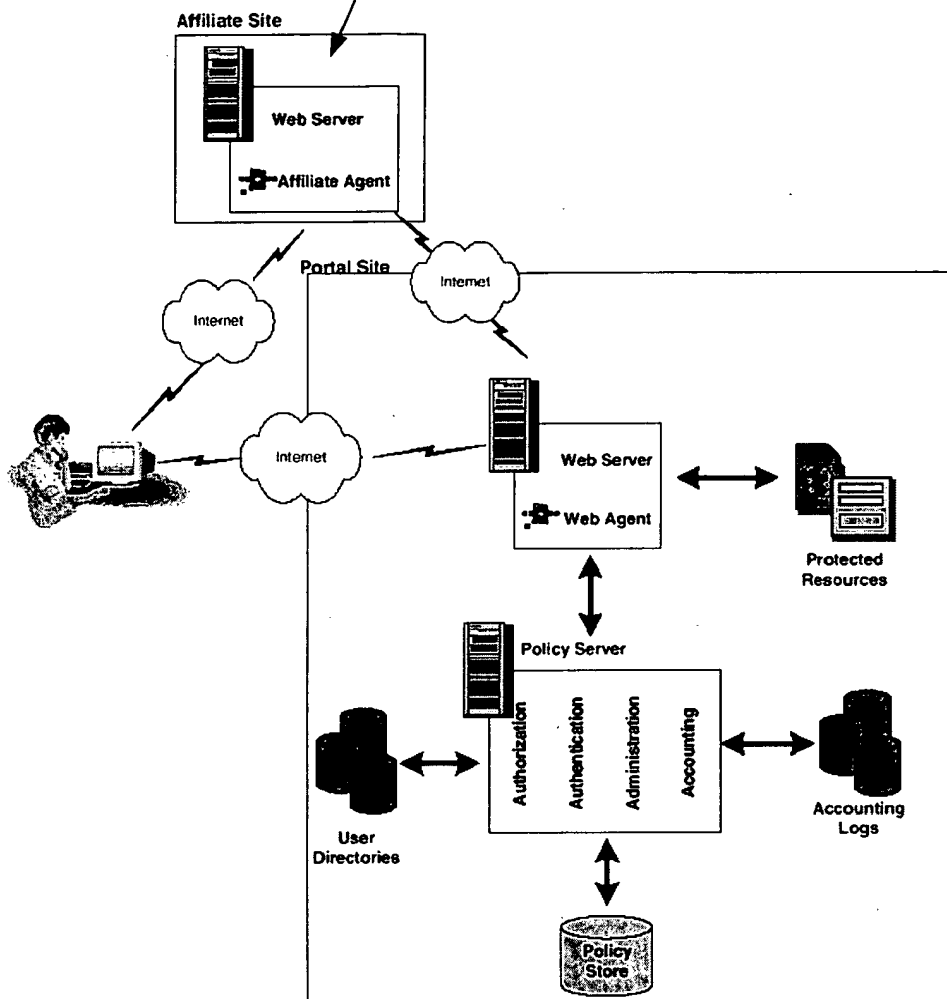 Affiliate Site
Web Server
Affiliate Agent
Portal Site
Internet
Internet
Internet
Web Server
Web Agent
Protected
Resources
Policy Server
Authorization
Authentication
Administration
Accounting
User
Directories
Accounting
Logs
Policy
Store